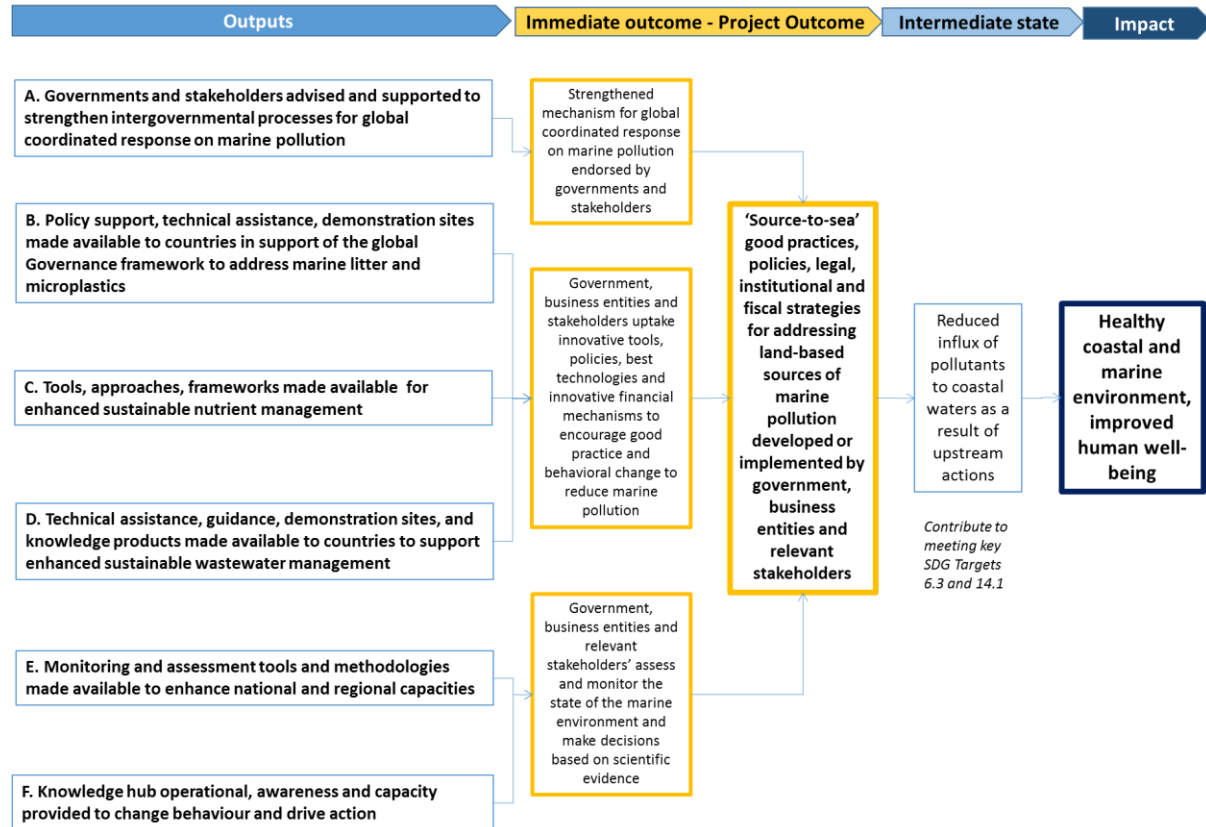 Outputs
Immediate outcome - Project Outcome
Intermediate state
Impact
A. Governments and stakeholders advised and supported to
strengthen intergovernmental processes for global
coordinated response on marine pollution
B. Policy support, technical assistance, demonstration sites
made available to countries in support of the global
Governance framework to address marine litter and
microplastics
C. Tools, approaches, frameworks made available for
enhanced sustainable nutrient management
D. Technical assistance, guidance, demonstration sites, and
knowledge products made available to countries to support
enhanced sustainable wastewater management
E. Monitoring and assessment tools and methodologies
made available to enhance national and regional capacities
F. Knowledge hub operational, awareness and capacity
provided to change behaviour and drive action
Strengthened
mechanism for global
coordinated response
on marine pollution
endorsed by
governments and
stakeholders
Government,
business entities and
stakeholders uptake
innovative tools,
policies, best
technologies and
innovative financial
mechanisms to
encourage good
practice and
behavioral change to
reduce marine
pollution
Government,
business entities and
relevant
stakeholders’ assess
and monitor the
state of the marine
environment and
make decisions
based on scientific
evidence
‘Source-to-sea’
good practices,
policies, legal,
institutional and
fiscal strategies
for addressing
land-based
sources of
marine
pollution
developed or
implemented by
government,
business
entities and
relevant
stakeholders
Reduced
influx of
pollutants
to coastal
waters as a
result of
upstream
actions
Contribute to
meeting key
SDG Targets
6.3 and 14.1
Healthy
coastal and
marine
environment,
improved
human well-
being